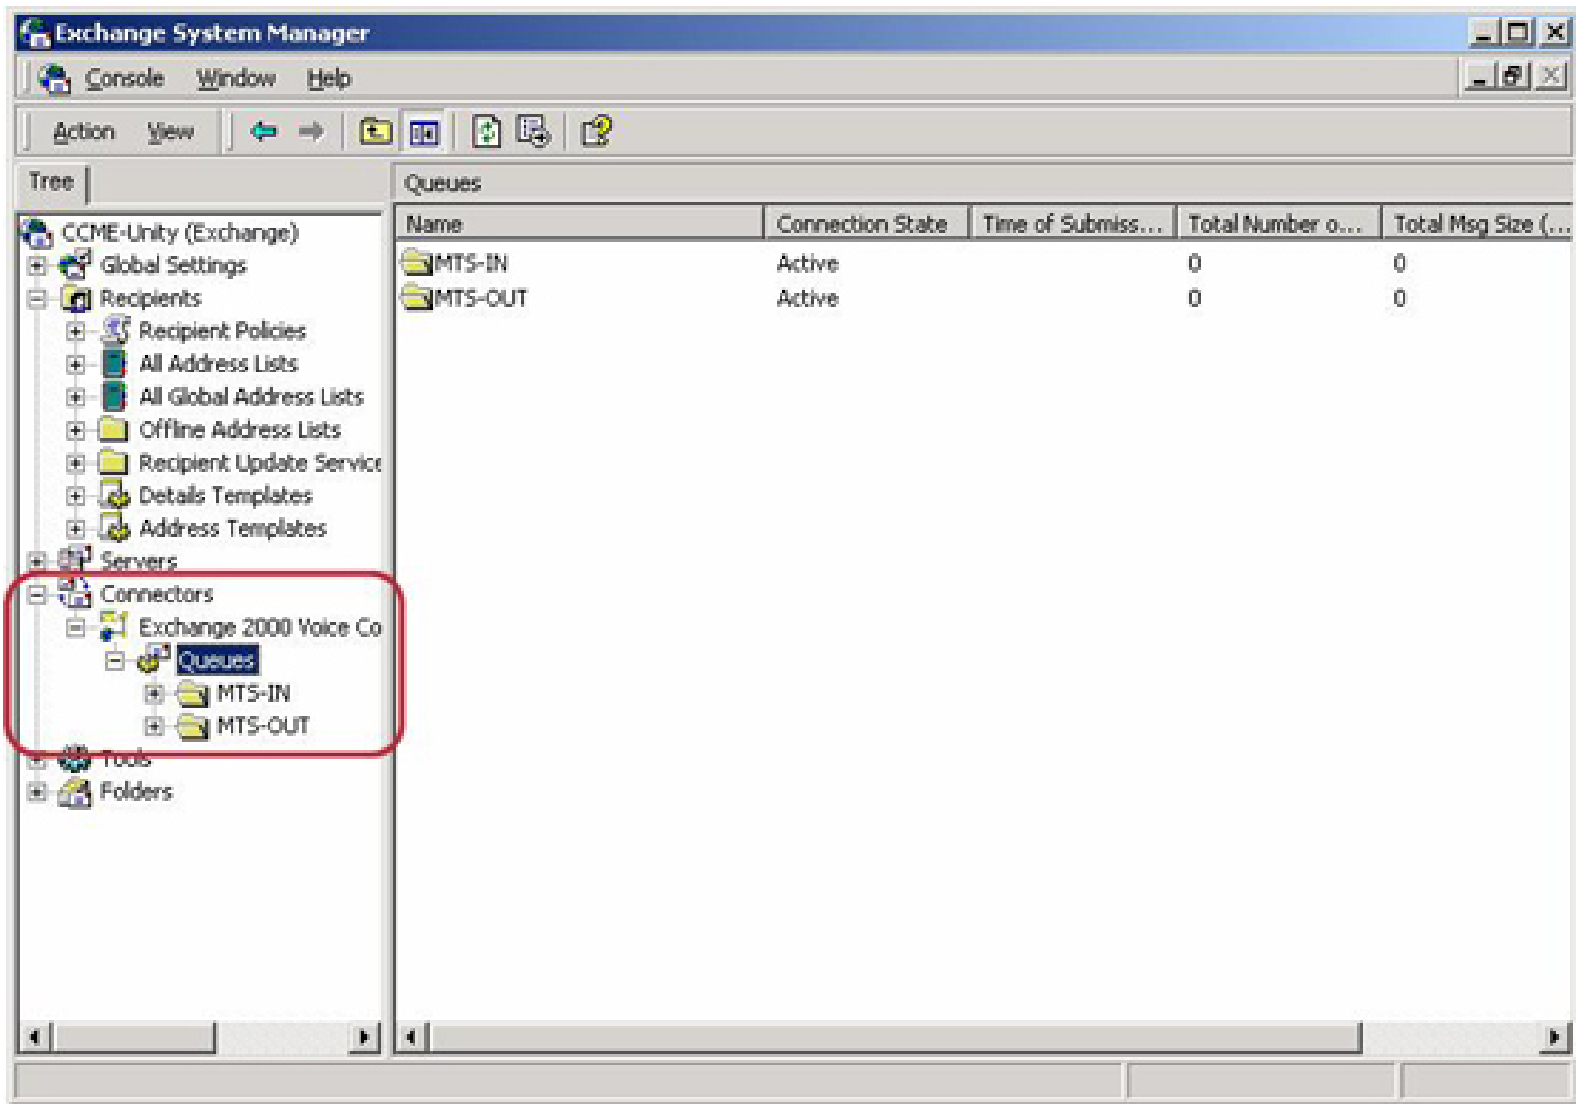 Exchange System Manager
Console Window Help
Action View
Tree
Queues
CCME-Unity (Exchange)
Global Settings
Recipients
Recipient Policies
All Address Lists
All Global Address Lists
Offline Address Lists
Recipient Update Service
Details Templates
Address Templates
Servers
Connectors
Exchange 2000 Voice Co
Queues
MTS-IN
MTS-OUT
Tools
Folders
Name Connection State Time of Submiss... Total Number o... Total Msg Size (...
MTS-IN Active 0 0
MTS-OUT Active 0 0